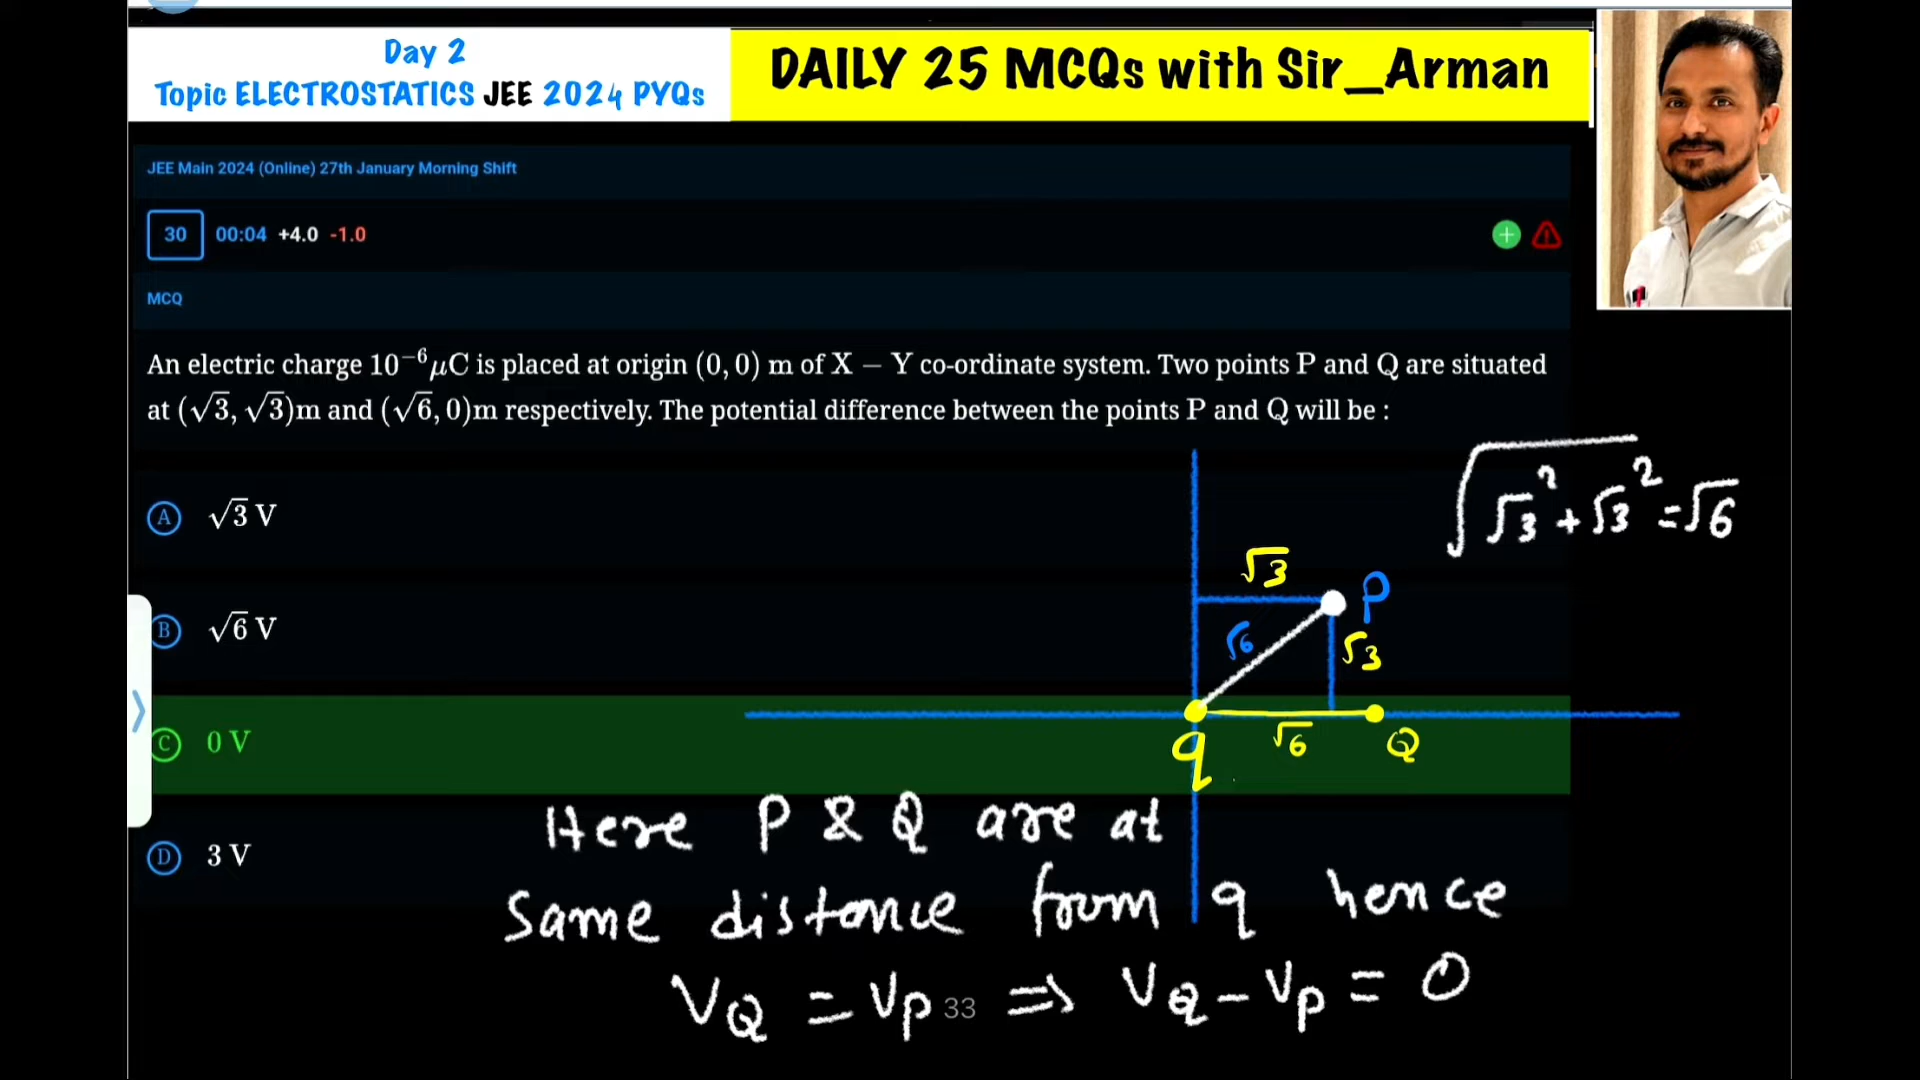 Day 2
Topic ELECTROSTATICS JEE 2024 PYQs
DAILY 25 MCQs with Sir_Arman
JEE Main 2024 (Online) 27th January Morning Shift
30 00:04 +4.0 -1.0
MCQ
An electric charge 10⁻⁶μC is placed at origin (0, 0) m of X − Y co-ordinate system. Two points P and Q are situated
at (√3, √3)m and (√6, 0)m respectively. The potential difference between the points P and Q will be :
√(√3² + √3²) = √6
A √3 V
B √6 V
C 0 V
D 3 V
√3
P
√6
√3
q
√6
Q
Here P & Q are at
Same distance from q hence
VQ = VP ⇒ VQ − VP = 0
33